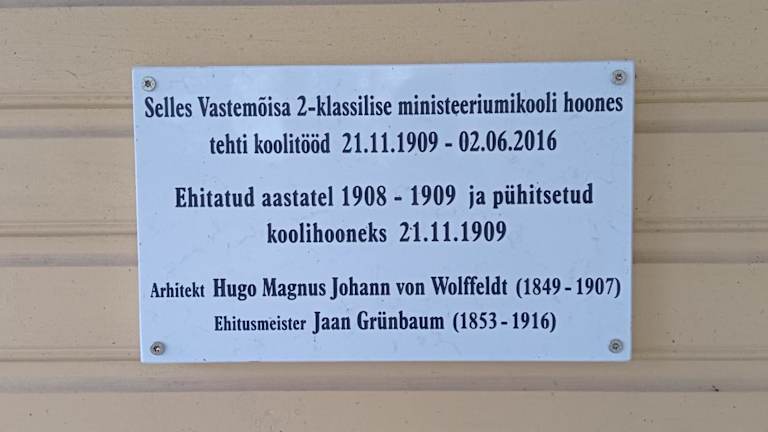 Selles Vastemõisa 2-klassilise ministeeriumikooli hoones
tehti koolitööd 21.11.1909 - 02.06.2016
Ehitatud aastatel 1908 - 1909 ja pühitsetud
koolihooneks 21.11.1909
Arhitekt Hugo Magnus Johann von Wolffeldt (1849-1907)
Ehitusmeister Jaan Grünbaum (1853-1916)